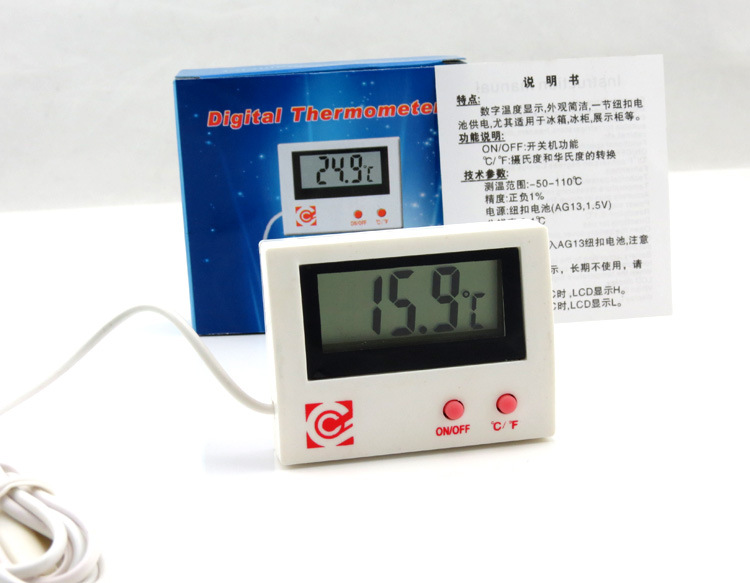 Digital Thermometer
24.9℃
ON/OFF
℃/℉
说明书
特点:
数字温度显示,外观简洁,一节纽扣电
池供电,尤其适用于冰箱,冰柜,展示柜等。
功能说明:
ON/OFF:开关机功能
℃/℉:摄氏度和华氏度的转换
技术参数:
测温范围:-50-110℃
精度:正负1%
电源:纽扣电池(AG13,1.5V)
入AG13纽扣电池,注意
示，长期不使用，请
C时,LCD显示H。
C时,LCD显示L。
15.9℃
ON/OFF
℃/℉